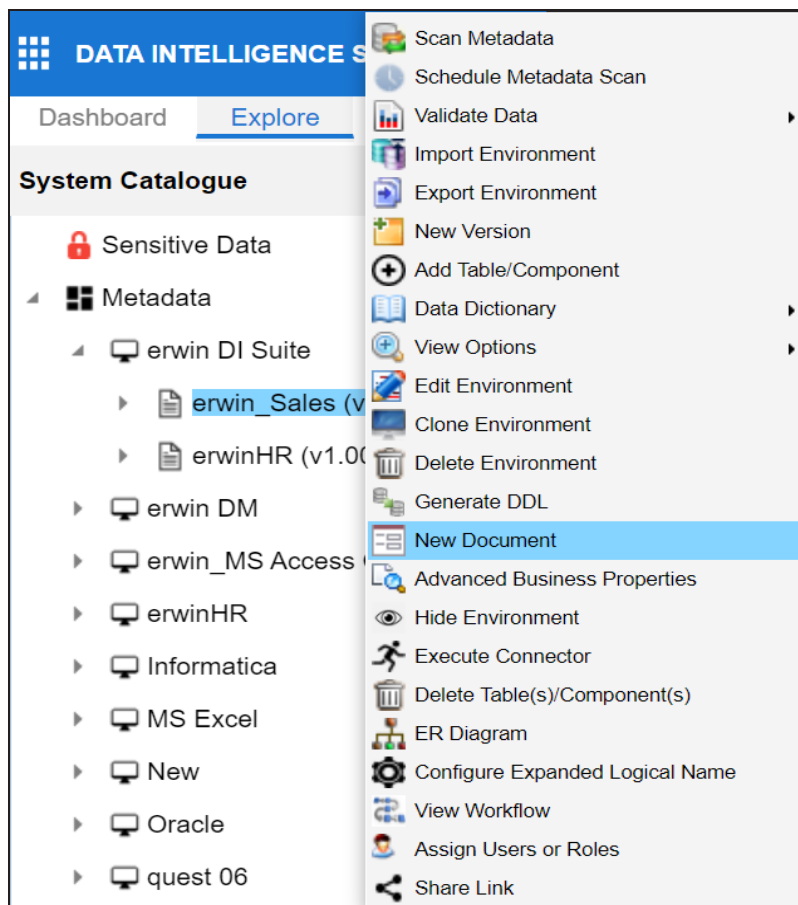 DATA INTELLIGENCE S
Dashboard
Explore
System Catalogue
Sensitive Data
Metadata
erwin DI Suite
erwin_Sales (v
erwinHR (v1.00
erwin DM
erwin_MS Access
erwinHR
Informatica
MS Excel
New
Oracle
quest 06
Scan Metadata
Schedule Metadata Scan
Validate Data
Import Environment
Export Environment
New Version
Add Table/Component
Data Dictionary
View Options
Edit Environment
Clone Environment
Delete Environment
Generate DDL
New Document
Advanced Business Properties
Hide Environment
Execute Connector
Delete Table(s)/Component(s)
ER Diagram
Configure Expanded Logical Name
View Workflow
Assign Users or Roles
Share Link